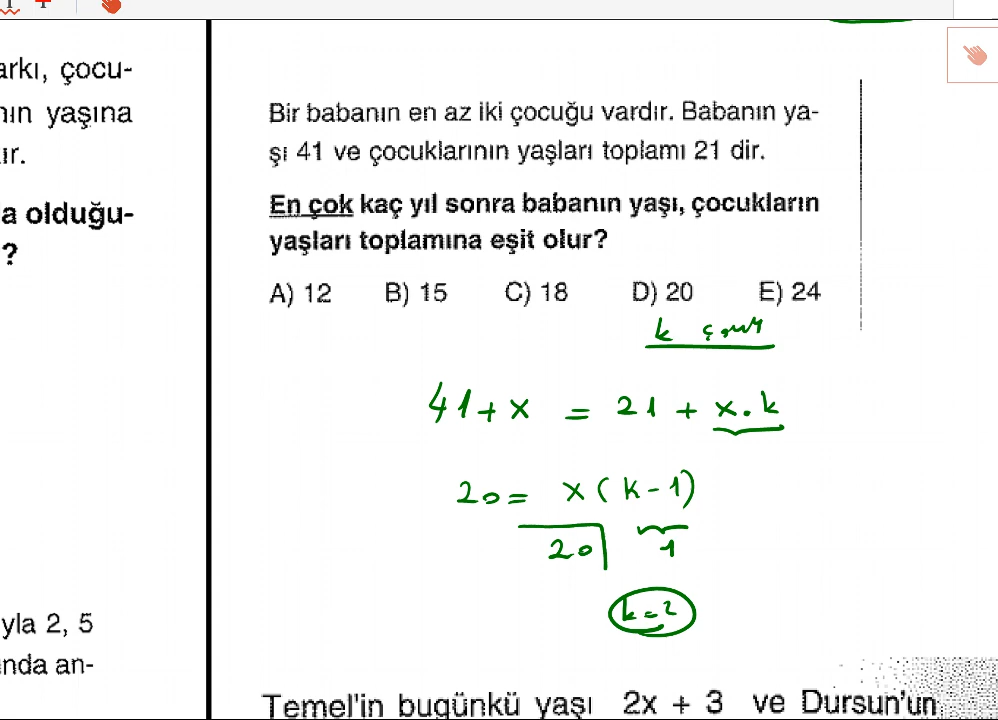 arkı, çocu-
nın yaşına
ır.
a olduğu-
?
Bir babanın en az iki çocuğu vardır. Babanın ya-
şı 41 ve çocuklarının yaşları toplamı 21 dir.
En çok kaç yıl sonra babanın yaşı, çocukların
yaşları toplamına eşit olur?
A) 12 B) 15 C) 18 D) 20 E) 24
k çocuk
41 + x = 21 + x . k
20 = x ( k - 1 )
20 1
k = 2
yla 2, 5
nda an-
Temel'in bugünkü yaşı 2x + 3 ve Dursun'un